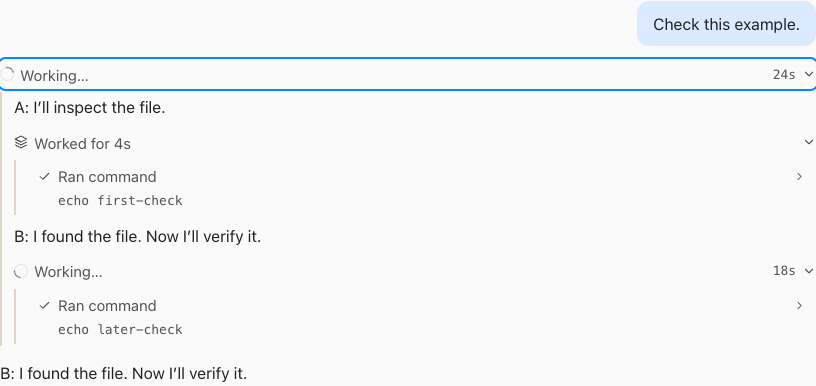 Check this example.
Working... 24s
A: I’ll inspect the file.
Worked for 4s
Ran command
echo first-check
B: I found the file. Now I’ll verify it.
Working... 18s
Ran command
echo later-check
B: I found the file. Now I’ll verify it.